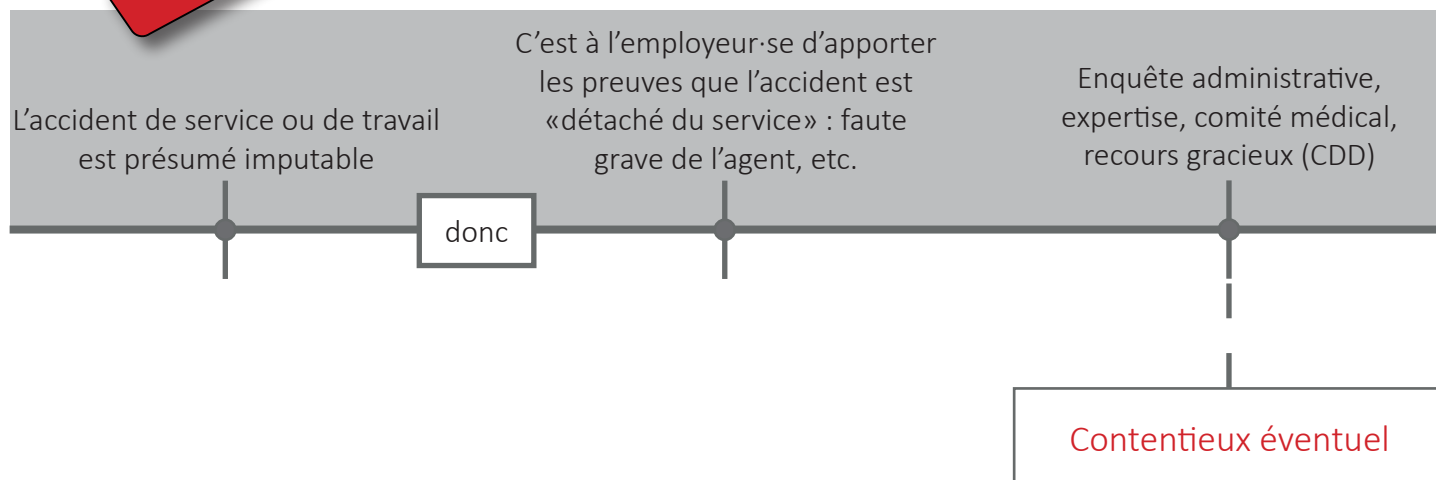 L’accident de service ou de travail
est présumé imputable
donc
C’est à l’employeur·se d’apporter
les preuves que l’accident est
«détaché du service» : faute
grave de l’agent, etc.
Enquête administrative,
expertise, comité médical,
recours gracieux (CDD)
Contentieux éventuel